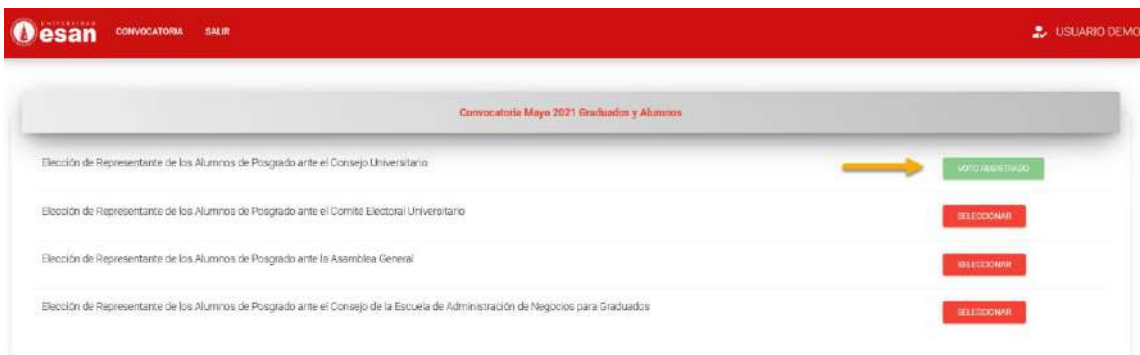 UNIVERSIDAD
esan CONVOCATORIA SALIR USUARIO DEMO
Convocatoria Mayo 2021 Graduados y Alumnos
Elección de Representante de los Alumnos de Posgrado ante el Consejo Universitario VOTO REGISTRADO
Elección de Representante de los Alumnos de Posgrado ante el Comité Electoral Universitario SELECCIONAR
Elección de Representante de los Alumnos de Posgrado ante la Asamblea General SELECCIONAR
Elección de Representante de los Alumnos de Posgrado ante el Consejo de la Escuela de Administración de Negocios para Graduados SELECCIONAR